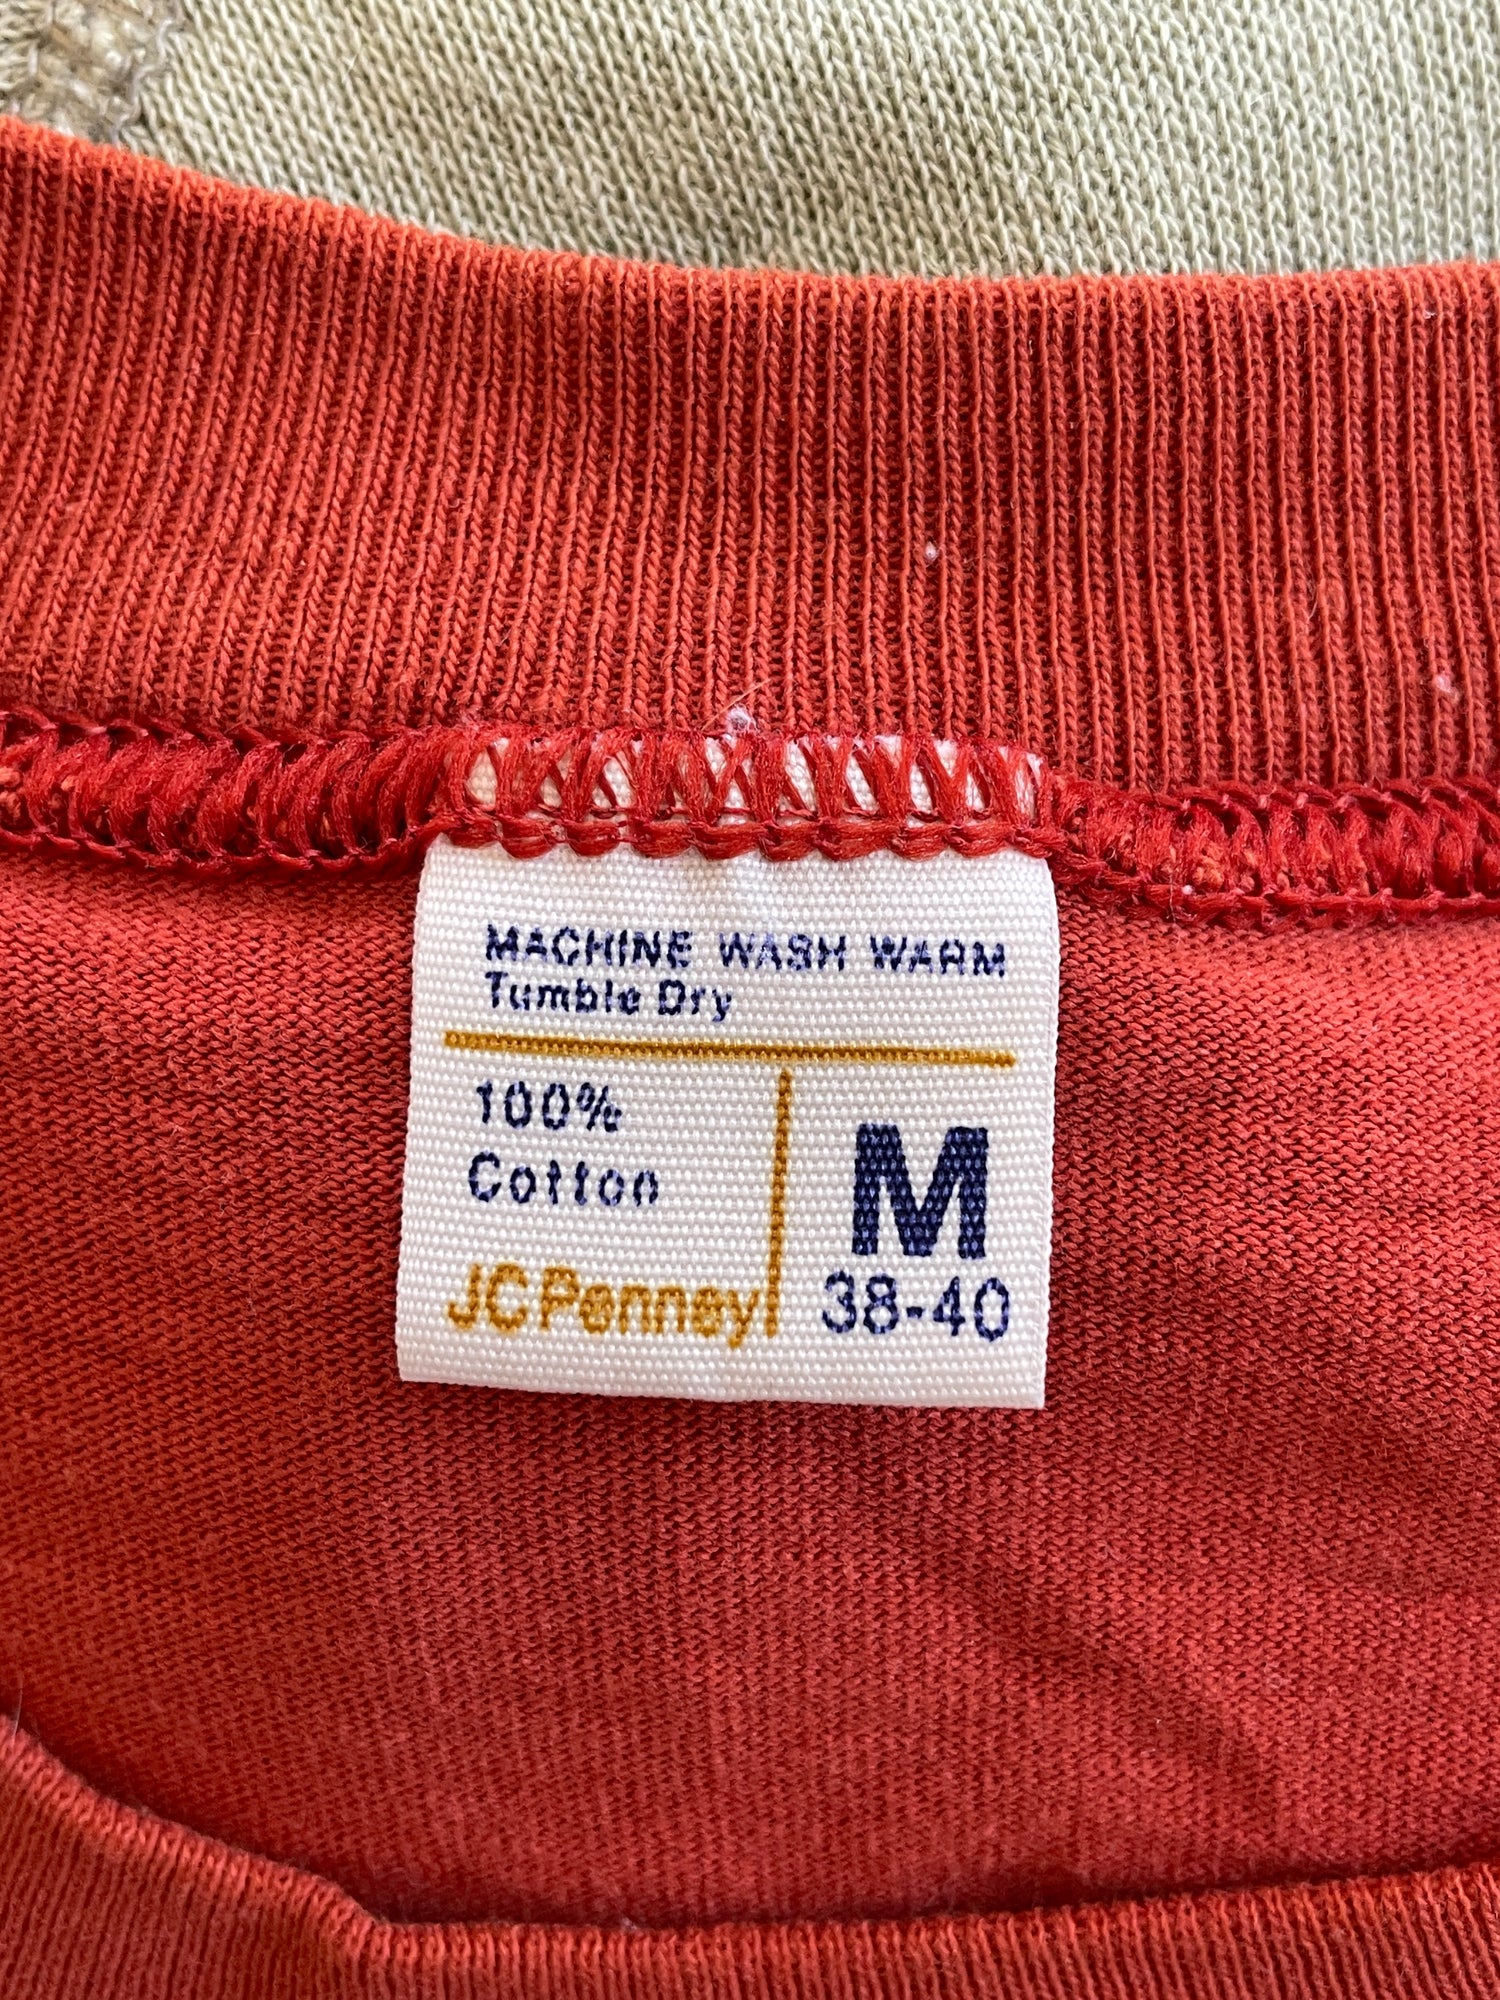 MACHINE WASH WARM
Tumble Dry
100%
Cotton
JCPenney
M
38-40